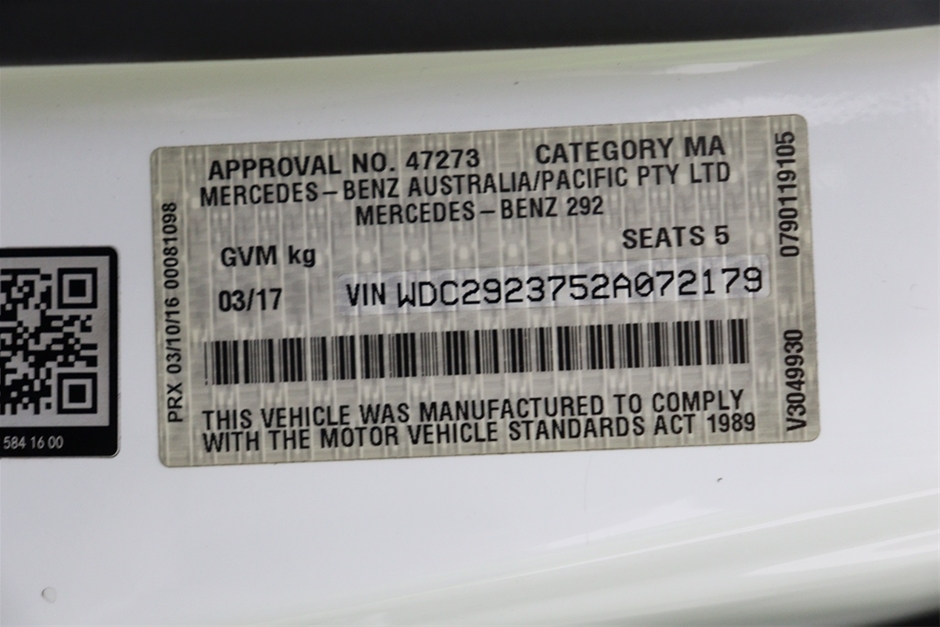 APPROVAL NO. 47273 CATEGORY MA
MERCEDES-BENZ AUSTRALIA/PACIFIC PTY LTD
MERCEDES-BENZ 292
GVM kg SEATS 5
03/17 VIN WDC2923752A072179
THIS VEHICLE WAS MANUFACTURED TO COMPLY
WITH THE MOTOR VEHICLE STANDARDS ACT 1989
PRX 03/10/16 00081098
V3049930 0790119105
584 16 00